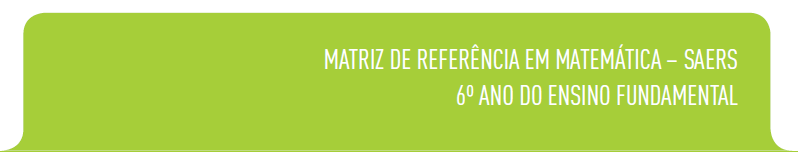 MATRIZ DE REFERÊNCIA EM MATEMÁTICA – SAERS
6º ANO DO ENSINO FUNDAMENTAL